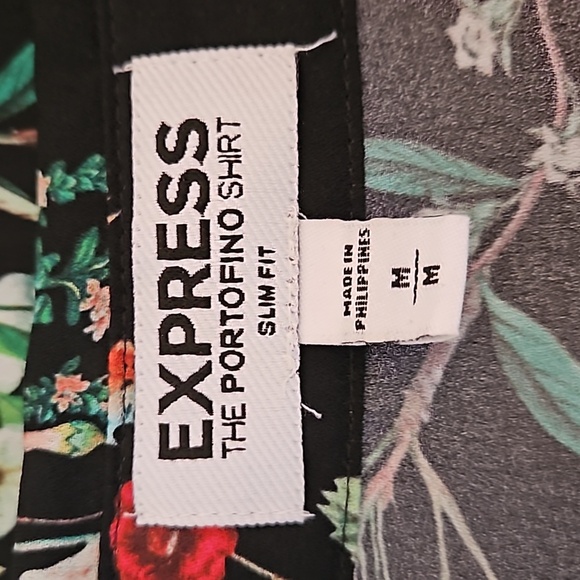 EXPRESS
THE PORTOFINO SHIRT
SLIM FIT
MADE IN
PHILIPPINES
M
M